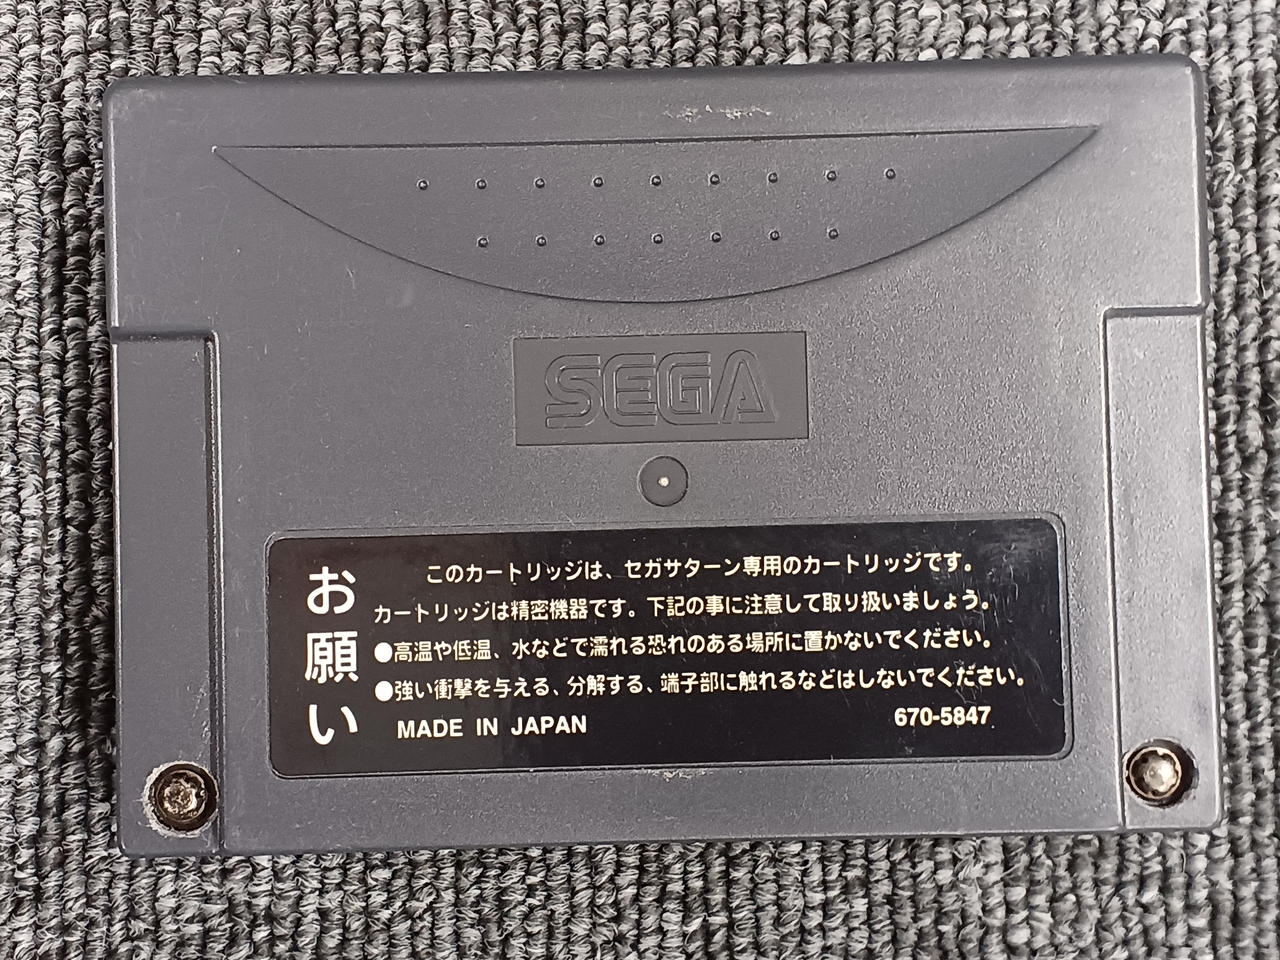 SEGA
お願い
このカートリッジは、セガサターン専用のカートリッジです。
カートリッジは精密機器です。下記の事に注意して取り扱いましょう。
●高温や低温、水などで濡れる恐れのある場所に置かないでください。
●強い衝撃を与える、分解する、端子部に触れるなどはしないでください。
MADE IN JAPAN 670-5847